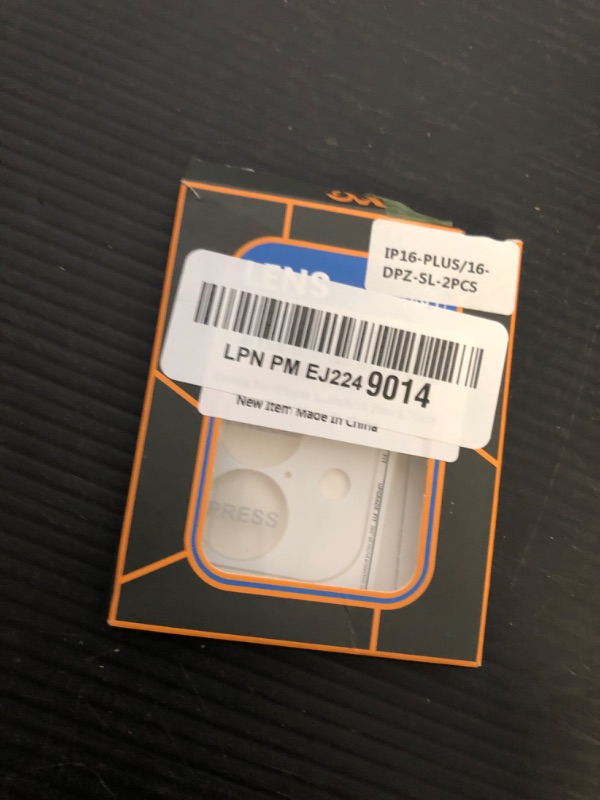 IP16-PLUS/16-
DPZ-SL-2PCS
LENS
LPN PM EJ224 9014
New Item Made In China
PRESS